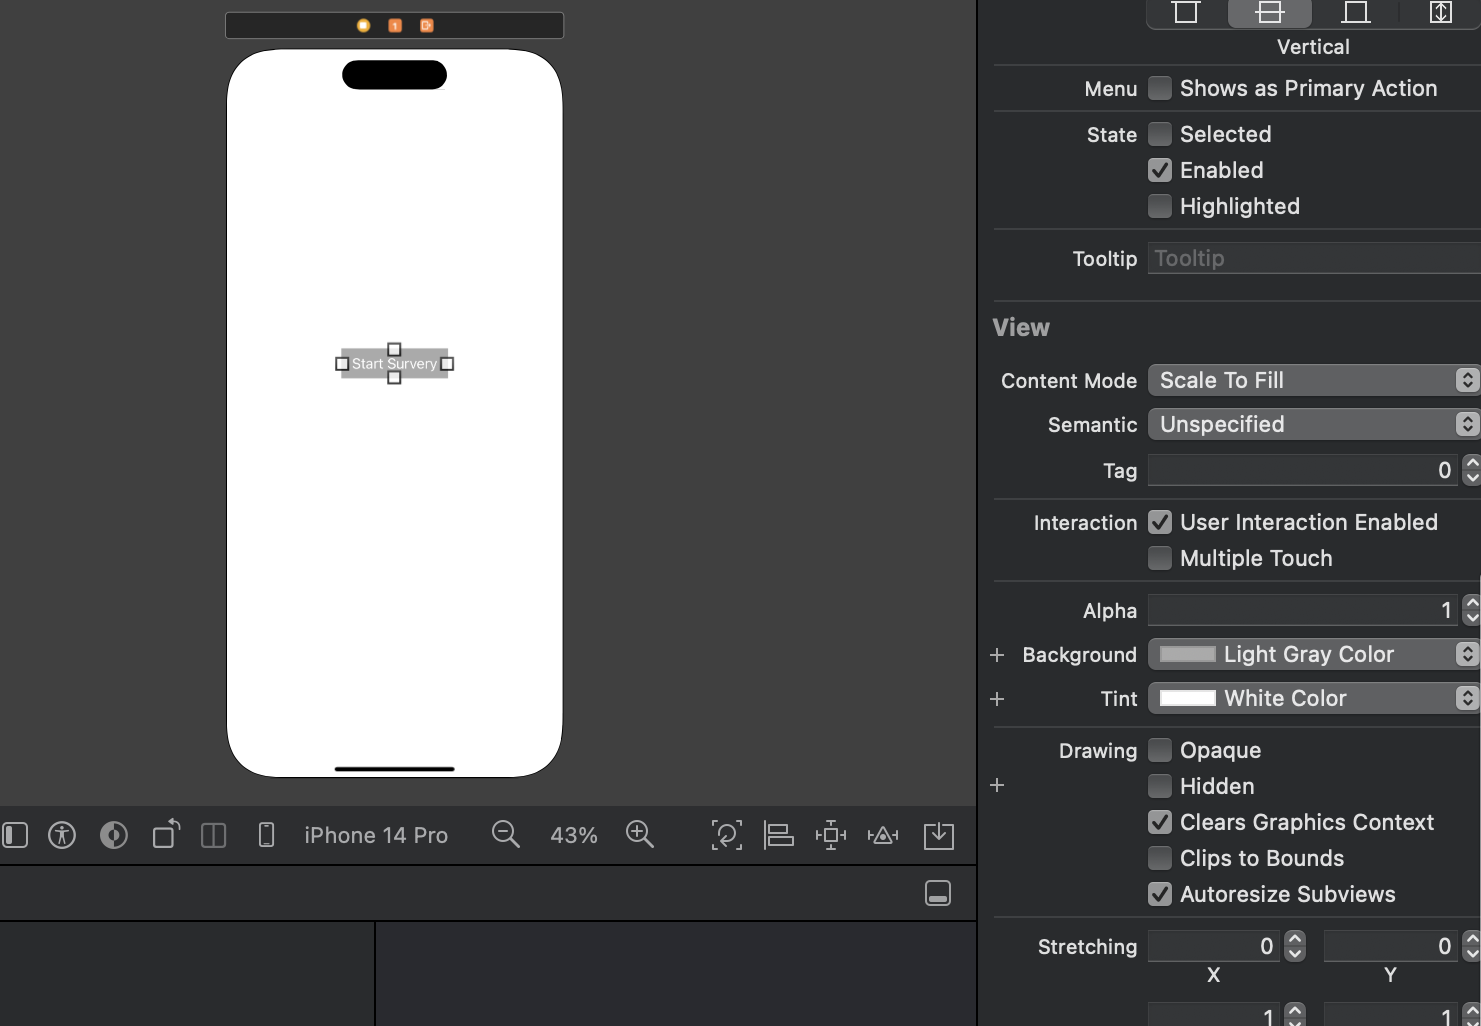 1
Start Survery
iPhone 14 Pro
43%
Vertical
Menu
Shows as Primary Action
State
Selected
Enabled
Highlighted
Tooltip
Tooltip
View
Content Mode
Scale To Fill
Semantic
Unspecified
Tag
0
Interaction
User Interaction Enabled
Multiple Touch
Alpha
1
+ Background
Light Gray Color
+ Tint
White Color
Drawing
Opaque
+
Hidden
Clears Graphics Context
Clips to Bounds
Autoresize Subviews
Stretching
0
0
X
Y
1
1